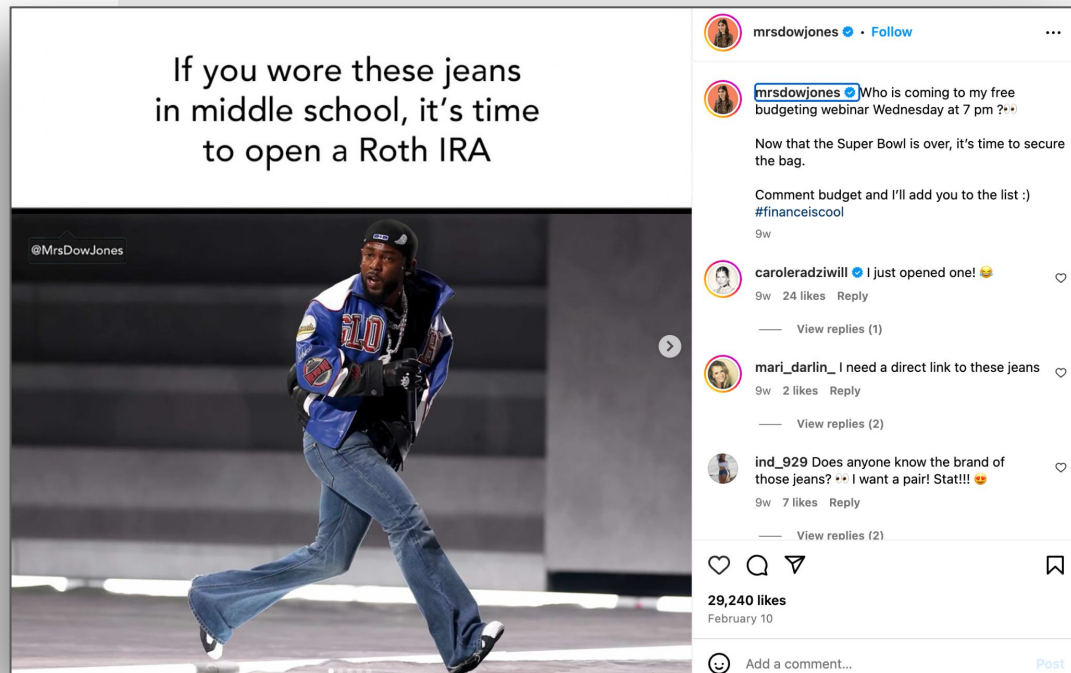 If you wore these jeans
in middle school, it's time
to open a Roth IRA
@MrsDowJones
GLO
mrsdowjones • Follow
mrsdowjones Who is coming to my free
budgeting webinar Wednesday at 7 pm ?👀
Now that the Super Bowl is over, it's time to secure
the bag.
Comment budget and I'll add you to the list :)
#financeiscool
9w
caroleradziwill I just opened one! 😂
9w 24 likes Reply
View replies (1)
mari_darlin_ I need a direct link to these jeans
9w 2 likes Reply
View replies (2)
ind_929 Does anyone know the brand of
those jeans? 👀 I want a pair! Stat!!! 😍
9w 7 likes Reply
View replies (2)
29,240 likes
February 10
Add a comment...
Post